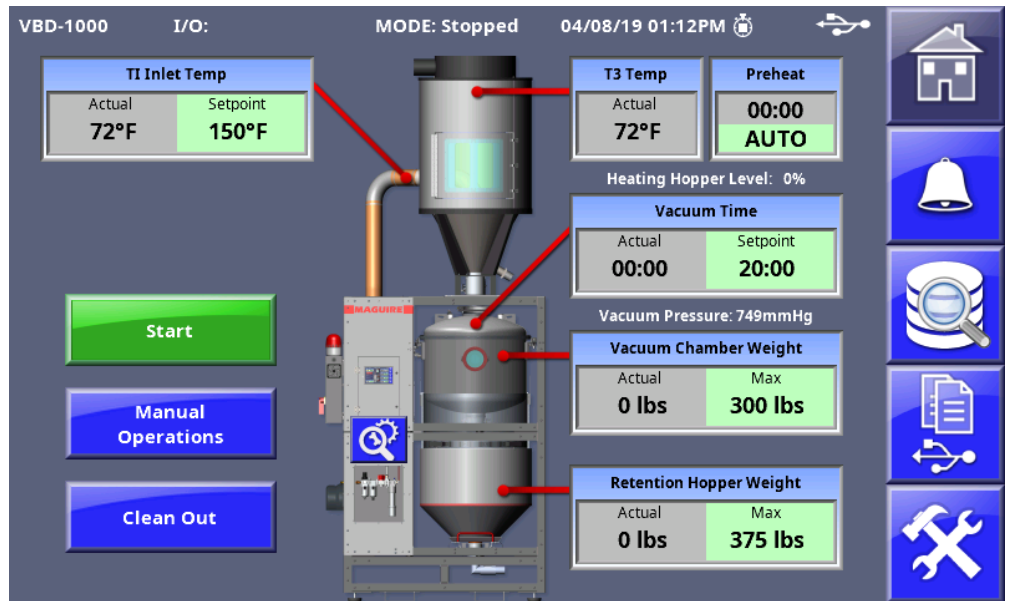 VBD-1000 I/O: MODE: Stopped 04/08/19 01:12PM
TI Inlet Temp
Actual Setpoint
72°F 150°F
T3 Temp
Actual
72°F
Preheat
00:00
AUTO
Heating Hopper Level: 0%
Vacuum Time
Actual Setpoint
00:00 20:00
Vacuum Pressure: 749mmHg
Vacuum Chamber Weight
Actual Max
0 lbs 300 lbs
Retention Hopper Weight
Actual Max
0 lbs 375 lbs
MAGUIRE
Start
Manual
Operations
Clean Out